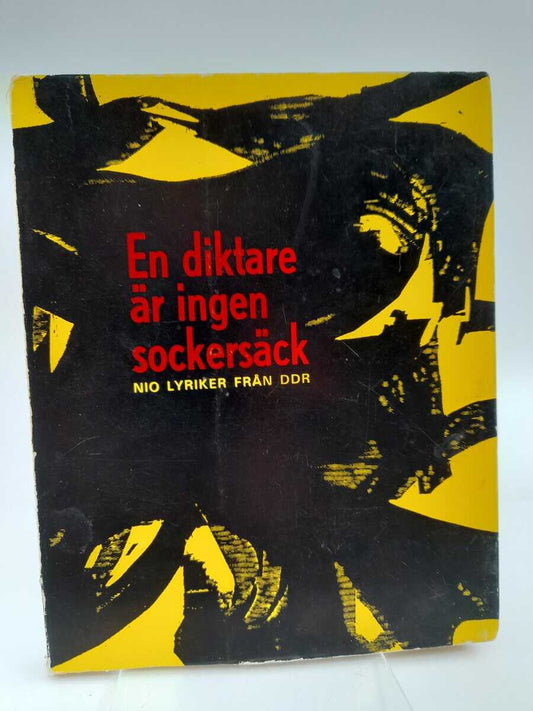 En diktare
är ingen
sockersäck
NIO LYRIKER FRÅN DDR